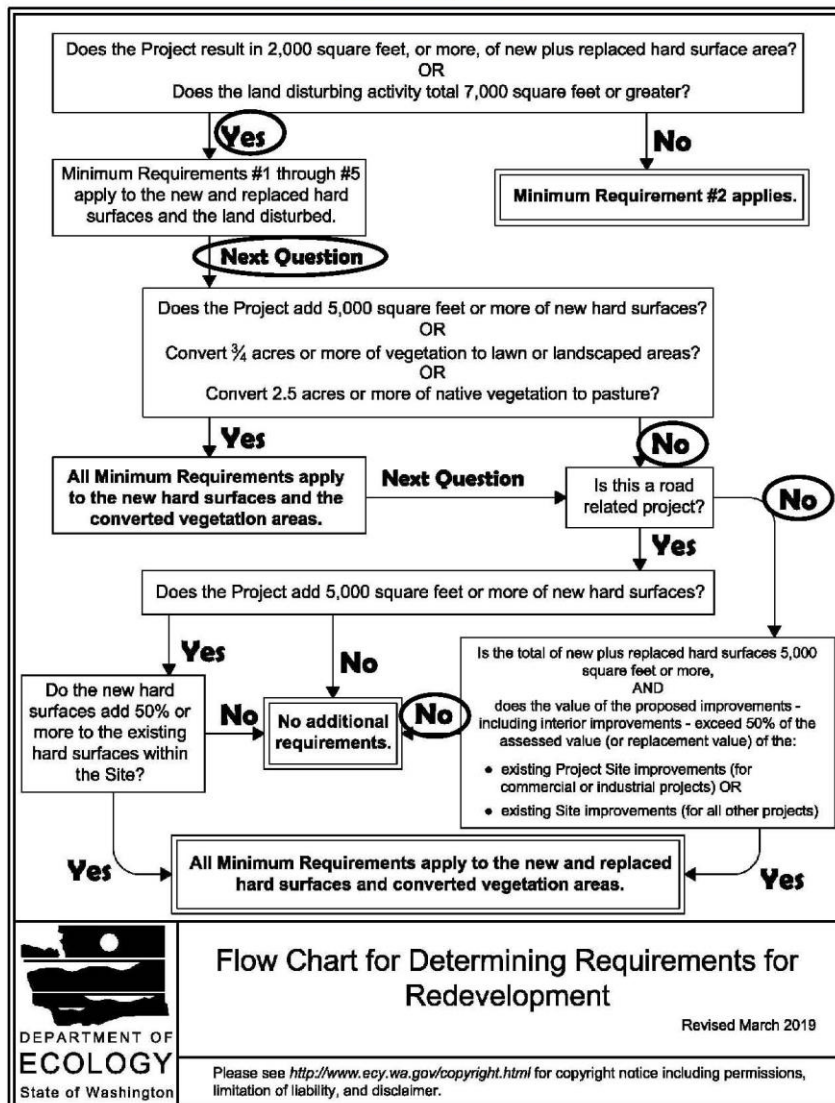 Does the Project result in 2,000 square feet, or more, of new plus replaced hard surface area?
OR
Does the land disturbing activity total 7,000 square feet or greater?
Yes
No
Minimum Requirements #1 through #5
apply to the new and replaced hard
surfaces and the land disturbed.
Minimum Requirement #2 applies.
Next Question
Does the Project add 5,000 square feet or more of new hard surfaces?
OR
Convert ¾ acres or more of vegetation to lawn or landscaped areas?
OR
Convert 2.5 acres or more of native vegetation to pasture?
Yes
No
All Minimum Requirements apply
to the new hard surfaces and the
converted vegetation areas.
Next Question
Is this a road
related project?
No
Yes
Does the Project add 5,000 square feet or more of new hard surfaces?
Yes
No
Do the new hard
surfaces add 50% or
more to the existing
hard surfaces within
the Site?
No
No additional
requirements.
No
Is the total of new plus replaced hard surfaces 5,000
square feet or more,
AND
does the value of the proposed improvements -
including interior improvements - exceed 50% of the
assessed value (or replacement value) of the:
• existing Project Site improvements (for
commercial or industrial projects) OR
• existing Site improvements (for all other projects)
Yes
All Minimum Requirements apply to the new and replaced
hard surfaces and converted vegetation areas.
Yes
DEPARTMENT OF
ECOLOGY
State of Washington
Flow Chart for Determining Requirements for
Redevelopment
Revised March 2019
Please see http://www.ecy.wa.gov/copyright.html for copyright notice including permissions,
limitation of liability, and disclaimer.